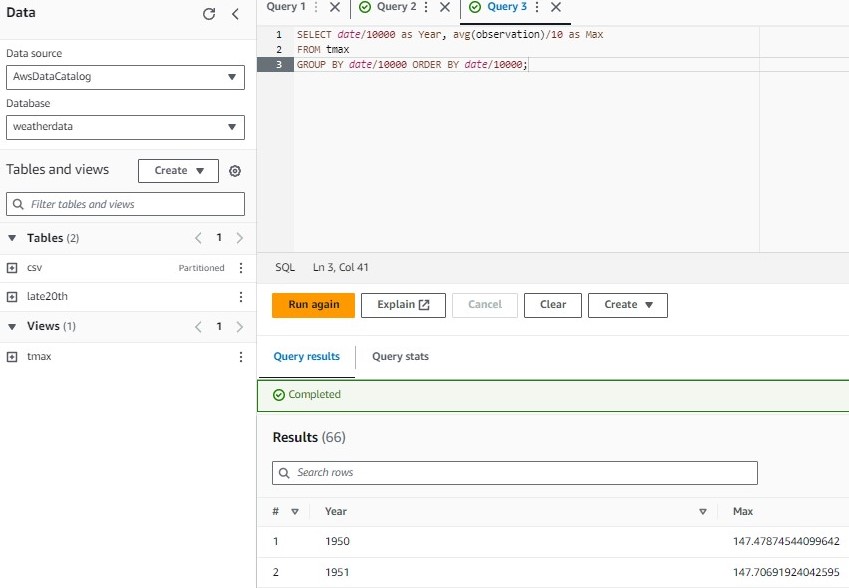 Data
Data source
AwsDataCatalog
Database
weatherdata
Tables and views
Create
Filter tables and views
Tables (2)
1
csv
Partitioned
late20th
Views (1)
1
tmax
Query 1
Query 2
Query 3
1 SELECT date/10000 as Year, avg(observation)/10 as Max
2 FROM tmax
3 GROUP BY date/10000 ORDER BY date/10000;
SQL Ln 3, Col 41
Run again Explain Cancel Clear Create
Query results Query stats
Completed
Results (66)
Search rows
# Year Max
1 1950 147.47874544099642
2 1951 147.70691924042595